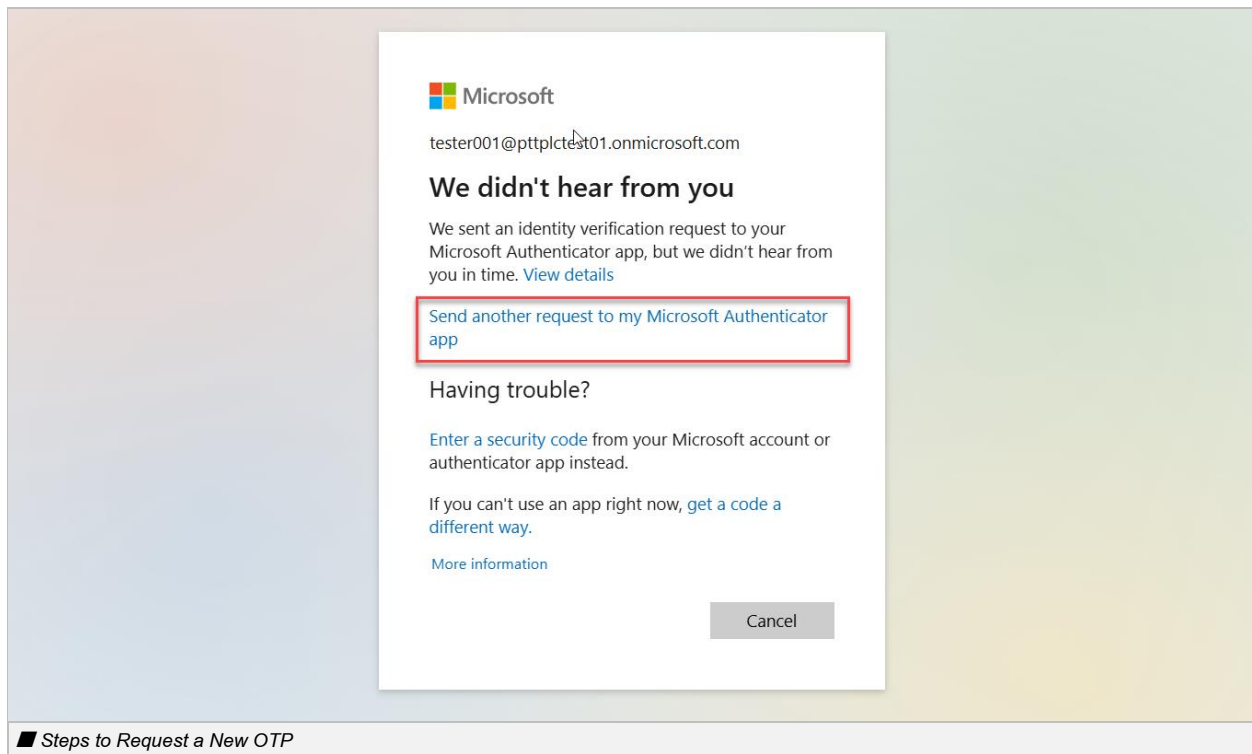 Microsoft
tester001@pttplctest01.onmicrosoft.com
We didn't hear from you
We sent an identity verification request to your
Microsoft Authenticator app, but we didn't hear from
you in time. View details
Send another request to my Microsoft Authenticator
app
Having trouble?
Enter a security code from your Microsoft account or
authenticator app instead.
If you can't use an app right now, get a code a
different way.
More information
Cancel
Steps to Request a New OTP